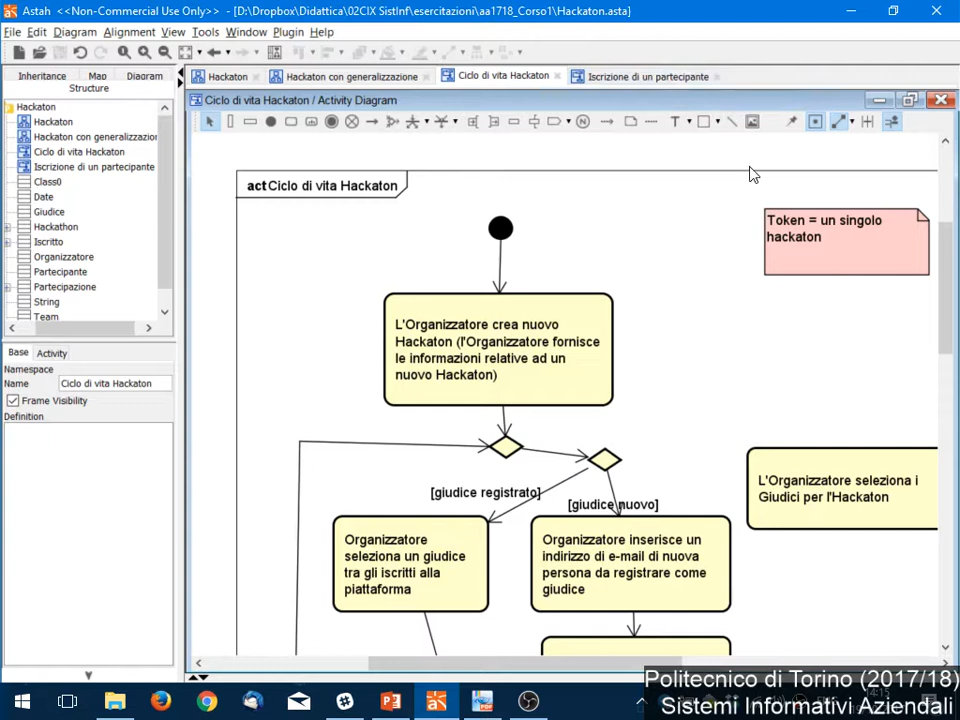 Astah <<Non-Commercial Use Only>> - [D:\Dropbox\Didattica\02CIX SistInf\esercitazioni\aa1718_Corso1\Hackaton.asta]
File Edit Diagram Alignment View Tools Window Plugin Help
Inheritance Map Diagram
Structure
Hackaton
Hackaton
Hackaton con generalizzazion
Ciclo di vita Hackaton
Iscrizione di un partecipante
Class0
Date
Giudice
Hackathon
Iscritto
Organizzatore
Partecipante
Partecipazione
String
Team
Base Activity
Namespace
Name Ciclo di vita Hackaton
Frame Visibility
Definition
Hackaton Hackaton con generalizzazione Ciclo di vita Hackaton Iscrizione di un partecipante
Ciclo di vita Hackaton / Activity Diagram
N T
act Ciclo di vita Hackaton
Token = un singolo
hackaton
L'Organizzatore crea nuovo
Hackaton (l'Organizzatore fornisce
le informazioni relative ad un
nuovo Hackaton)
[giudice registrato]
[giudice nuovo]
L'Organizzatore seleziona i
Giudici per l'Hackaton
Organizzatore
seleziona un giudice
tra gli iscritti alla
piattaforma
Organizzatore inserisce un
indirizzo di e-mail di nuova
persona da registrare come
giudice
14:15
Politecnico di Torino (2017/18)
Sistemi Informativi Aziendali